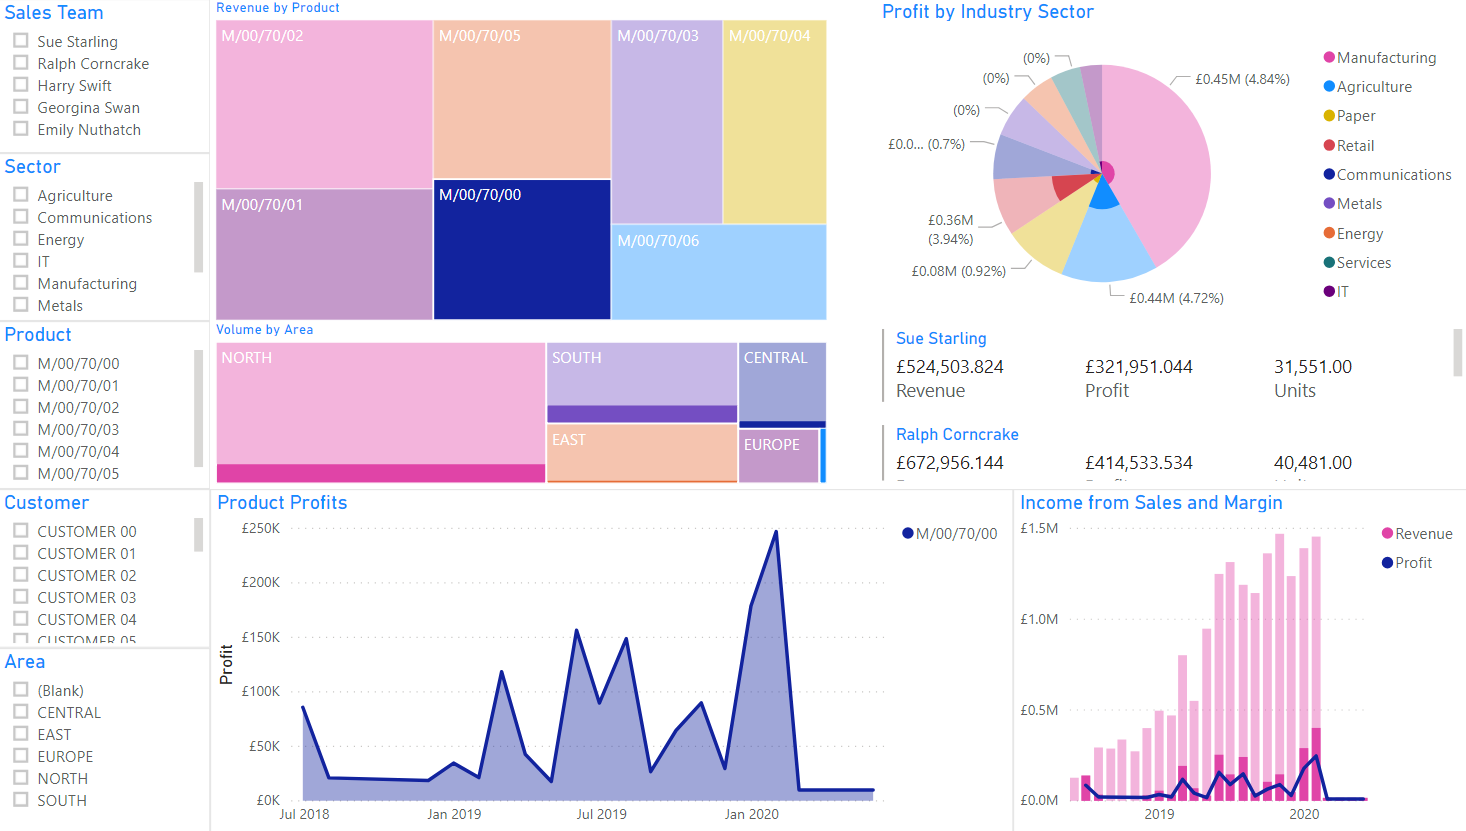 Sales Team
Sue Starling
Ralph Corncrake
Harry Swift
Georgina Swan
Emily Nuthatch
Sector
Agriculture
Communications
Energy
IT
Manufacturing
Metals
Product
M/00/70/00
M/00/70/01
M/00/70/02
M/00/70/03
M/00/70/04
M/00/70/05
Customer
CUSTOMER 00
CUSTOMER 01
CUSTOMER 02
CUSTOMER 03
CUSTOMER 04
CUSTOMER 05
Area
(Blank)
CENTRAL
EAST
EUROPE
NORTH
SOUTH
Revenue by Product
M/00/70/02
M/00/70/05
M/00/70/03
M/00/70/04
M/00/70/01
M/00/70/00
M/00/70/06
Volume by Area
NORTH
SOUTH
CENTRAL
EAST
EUROPE
Profit by Industry Sector
(0%)
(0%)
(0%)
£0.0... (0.7%)
£0.36M
(3.94%)
£0.08M (0.92%)
£0.44M (4.72%)
£0.45M (4.84%)
Manufacturing
Agriculture
Paper
Retail
Communications
Metals
Energy
Services
IT
Sue Starling
£524,503.824 £321,951.044 31,551.00
Revenue Profit Units
Ralph Corncrake
£672,956.144 £414,533.534 40,481.00
Product Profits
£250K
£200K
£150K
£100K
£50K
£0K
Profit
Jul 2018 Jan 2019 Jul 2019 Jan 2020
M/00/70/00
Income from Sales and Margin
£1.5M
£1.0M
£0.5M
£0.0M
2019 2020
Revenue
Profit